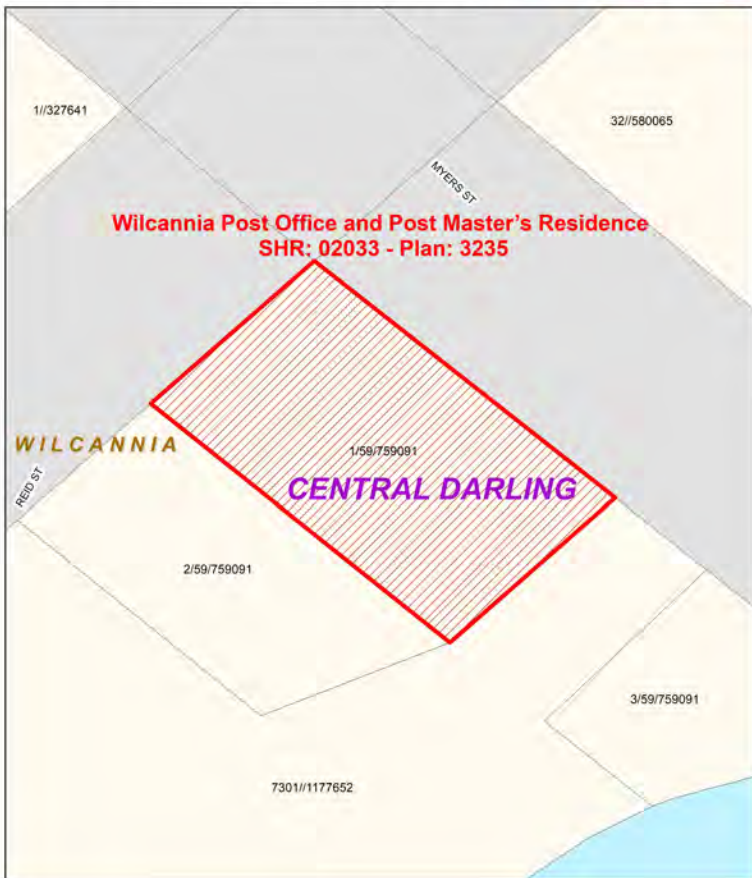 1//327641
32//580065
MYERS ST
Wilcannia Post Office and Post Master's Residence
SHR: 02033 - Plan: 3235
WILCANNIA
1/59/759091
CENTRAL DARLING
REID ST
2/59/759091
3/59/759091
7301//1177652